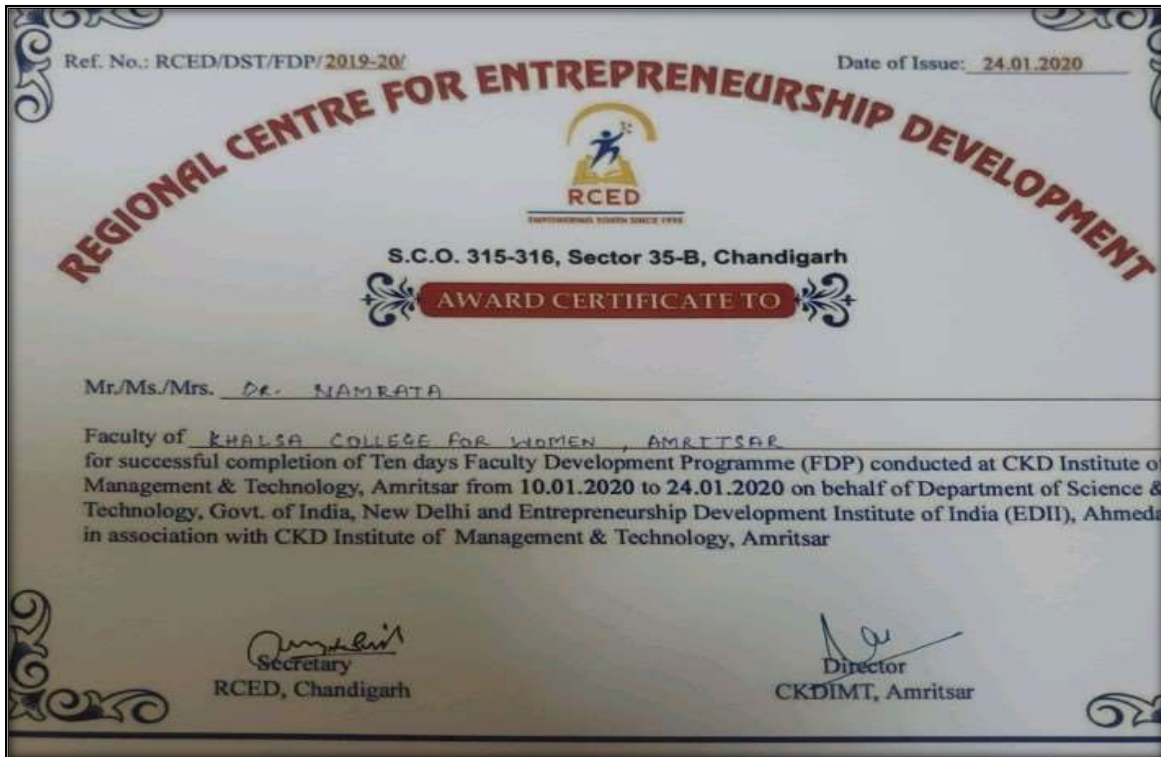 Ref. No.: RCED/DST/FDP/2019-20/
Date of Issue: 24.01.2020
REGIONAL CENTRE FOR ENTREPRENEURSHIP DEVELOPMENT
RCED
EMPOWERING YOUTH SINCE
S.C.O. 315-316, Sector 35-B, Chandigarh
AWARD CERTIFICATE TO
Mr./Ms./Mrs. DR. NAMRATA
Faculty of KHALSA COLLEGE FOR WOMEN, AMRITSAR
for successful completion of Ten days Faculty Development Programme (FDP) conducted at CKD Institute of
Management & Technology, Amritsar from 10.01.2020 to 24.01.2020 on behalf of Department of Science &
Technology, Govt. of India, New Delhi and Entrepreneurship Development Institute of India (EDII), Ahmeda
in association with CKD Institute of Management & Technology, Amritsar
Secretary
RCED, Chandigarh
Director
CKDIMT, Amritsar